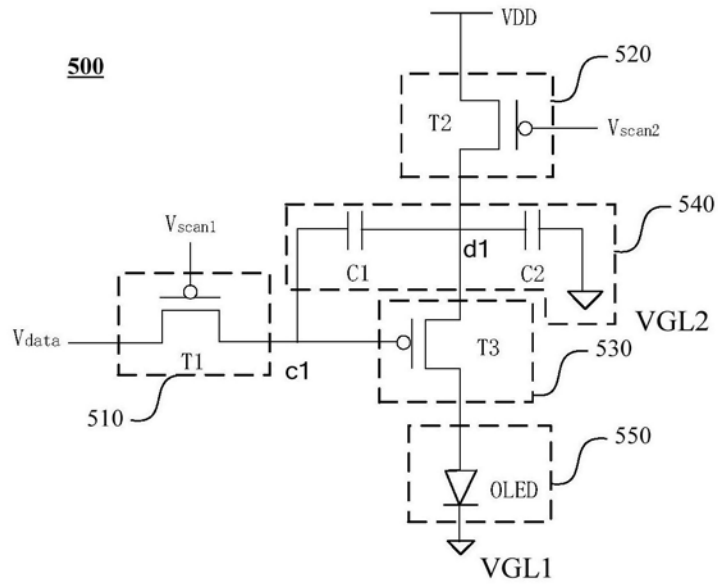 VDD
500
520
T2
Vscan2
Vscan1
540
d1
C1
C2
Vdata
T1
c1
T3
VGL2
530
510
550
OLED
VGL1